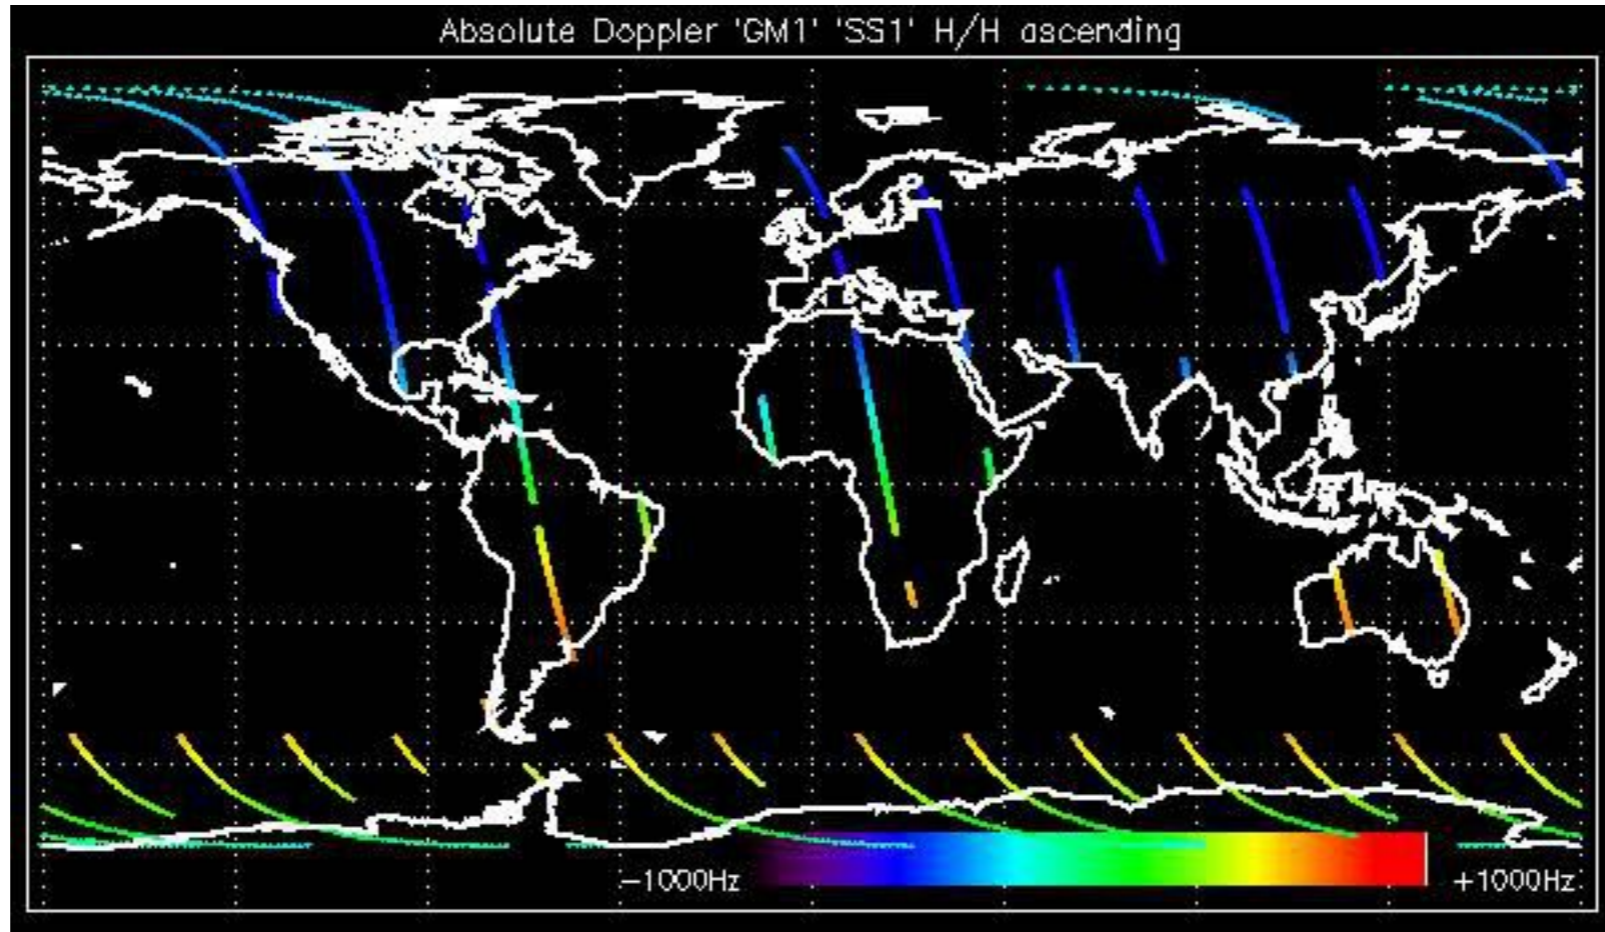 Absolute Doppler 'GM1' 'SS1' H/H ascending
−1000Hz
+1000Hz